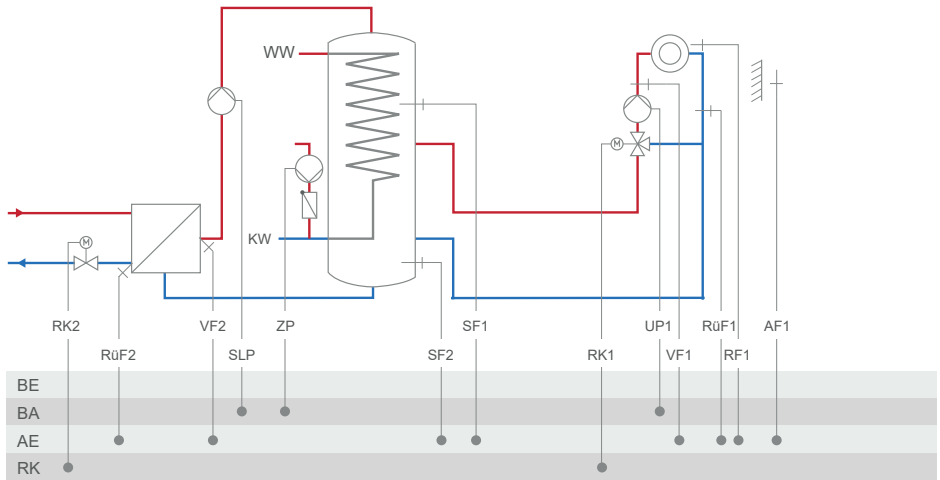 WW
KW
M
M
RK2
VF2
ZP
SF1
UP1
RüF1
AF1
RüF2
SLP
SF2
RK1
VF1
RF1
BE
BA
AE
RK